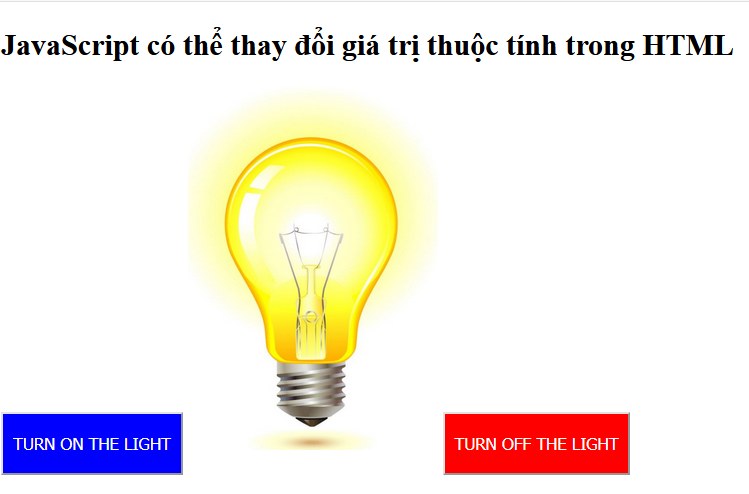 JavaScript có thể thay đổi giá trị thuộc tính trong HTML
TURN ON THE LIGHT
TURN OFF THE LIGHT